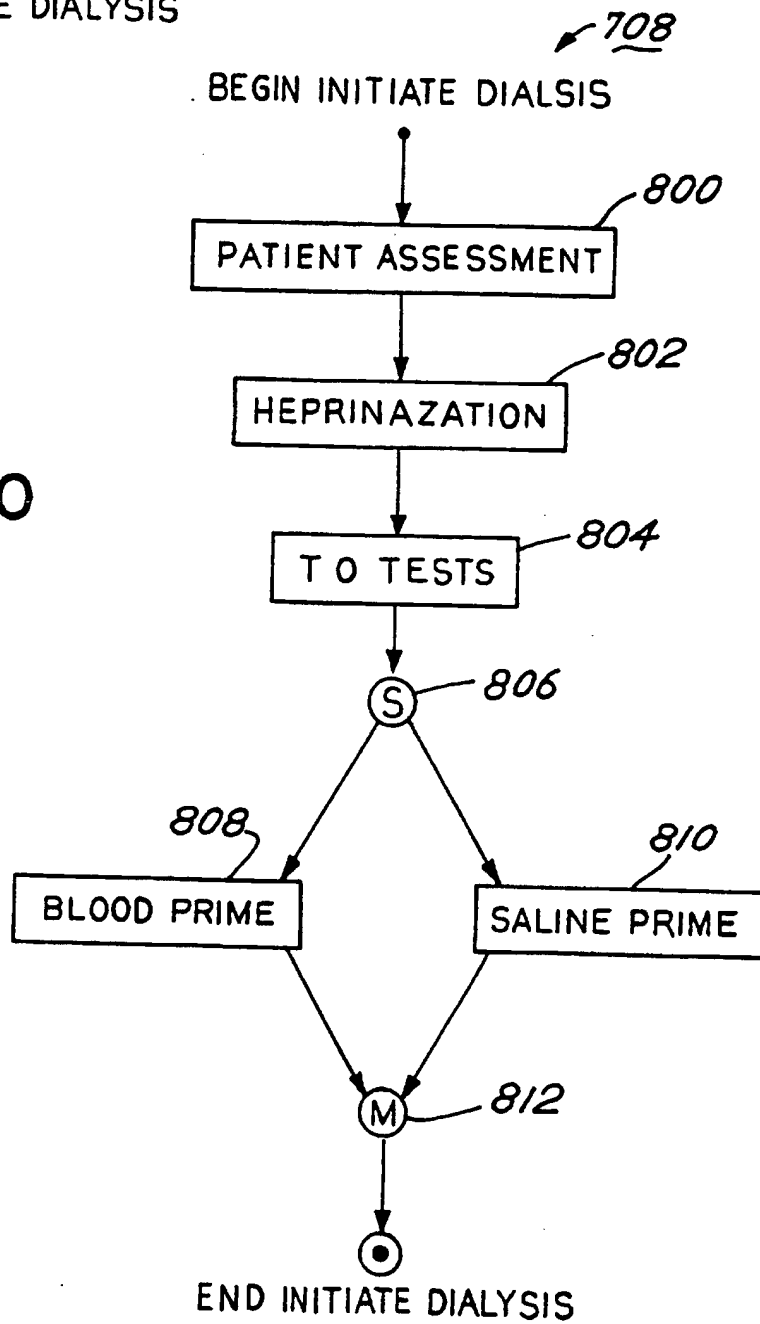 E DIALYSIS
708
BEGIN INITIATE DIALSIS
800
PATIENT ASSESSMENT
802
HEPRINAZATION
804
T O TESTS
S
806
808
BLOOD PRIME
810
SALINE PRIME
M
812
END INITIATE DIALYSIS